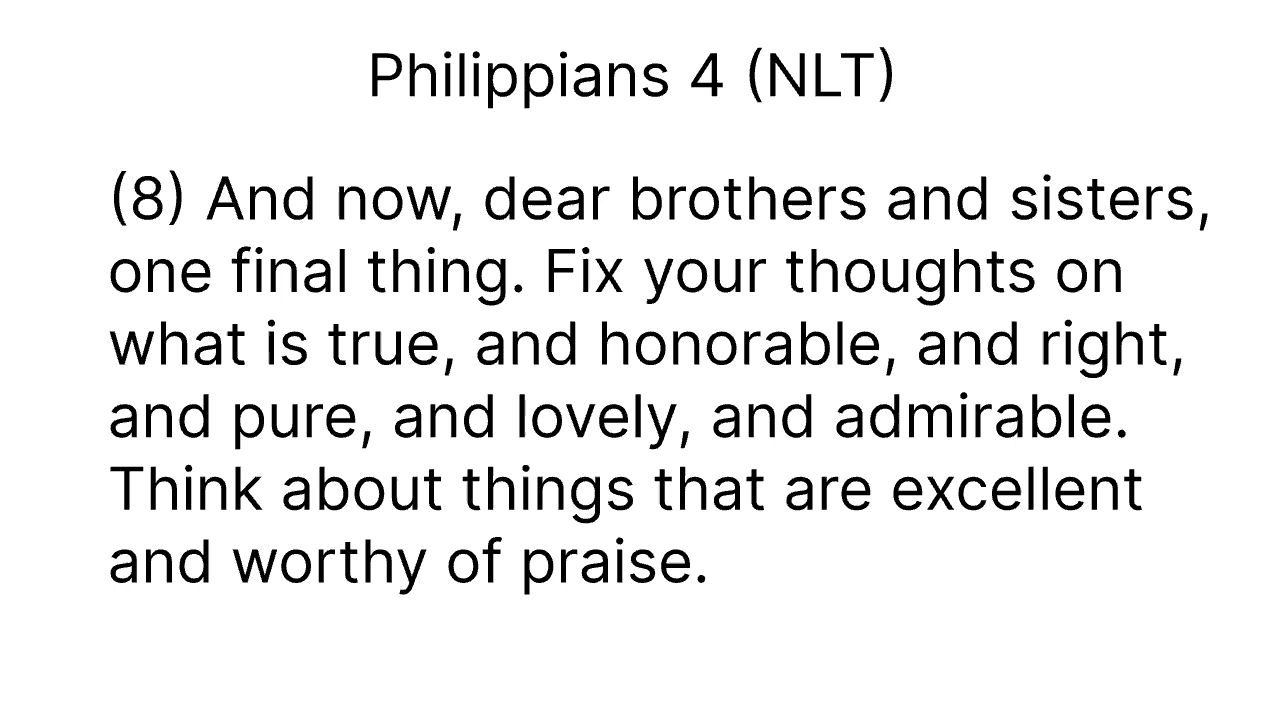 Philippians 4 (NLT)
(8) And now, dear brothers and sisters,
one final thing. Fix your thoughts on
what is true, and honorable, and right,
and pure, and lovely, and admirable.
Think about things that are excellent
and worthy of praise.